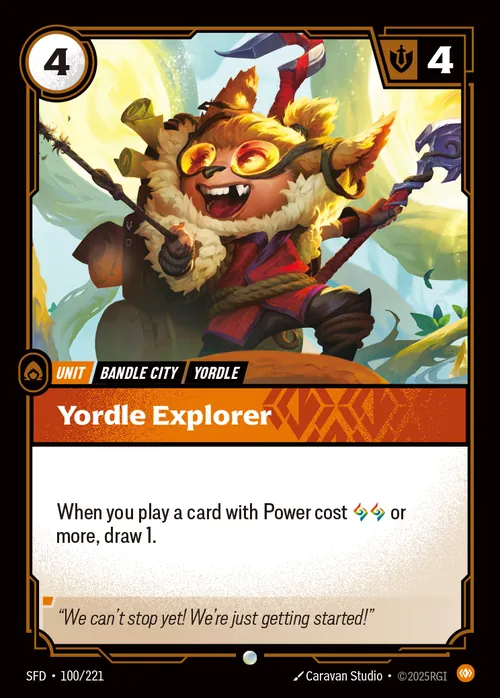 4
4
UNIT
BANDLE CITY
YORDLE
Yordle Explorer
When you play a card with Power cost or
more, draw 1.
“We can’t stop yet! We’re just getting started!”
SFD • 100/221
Caravan Studio • ©2025RGI